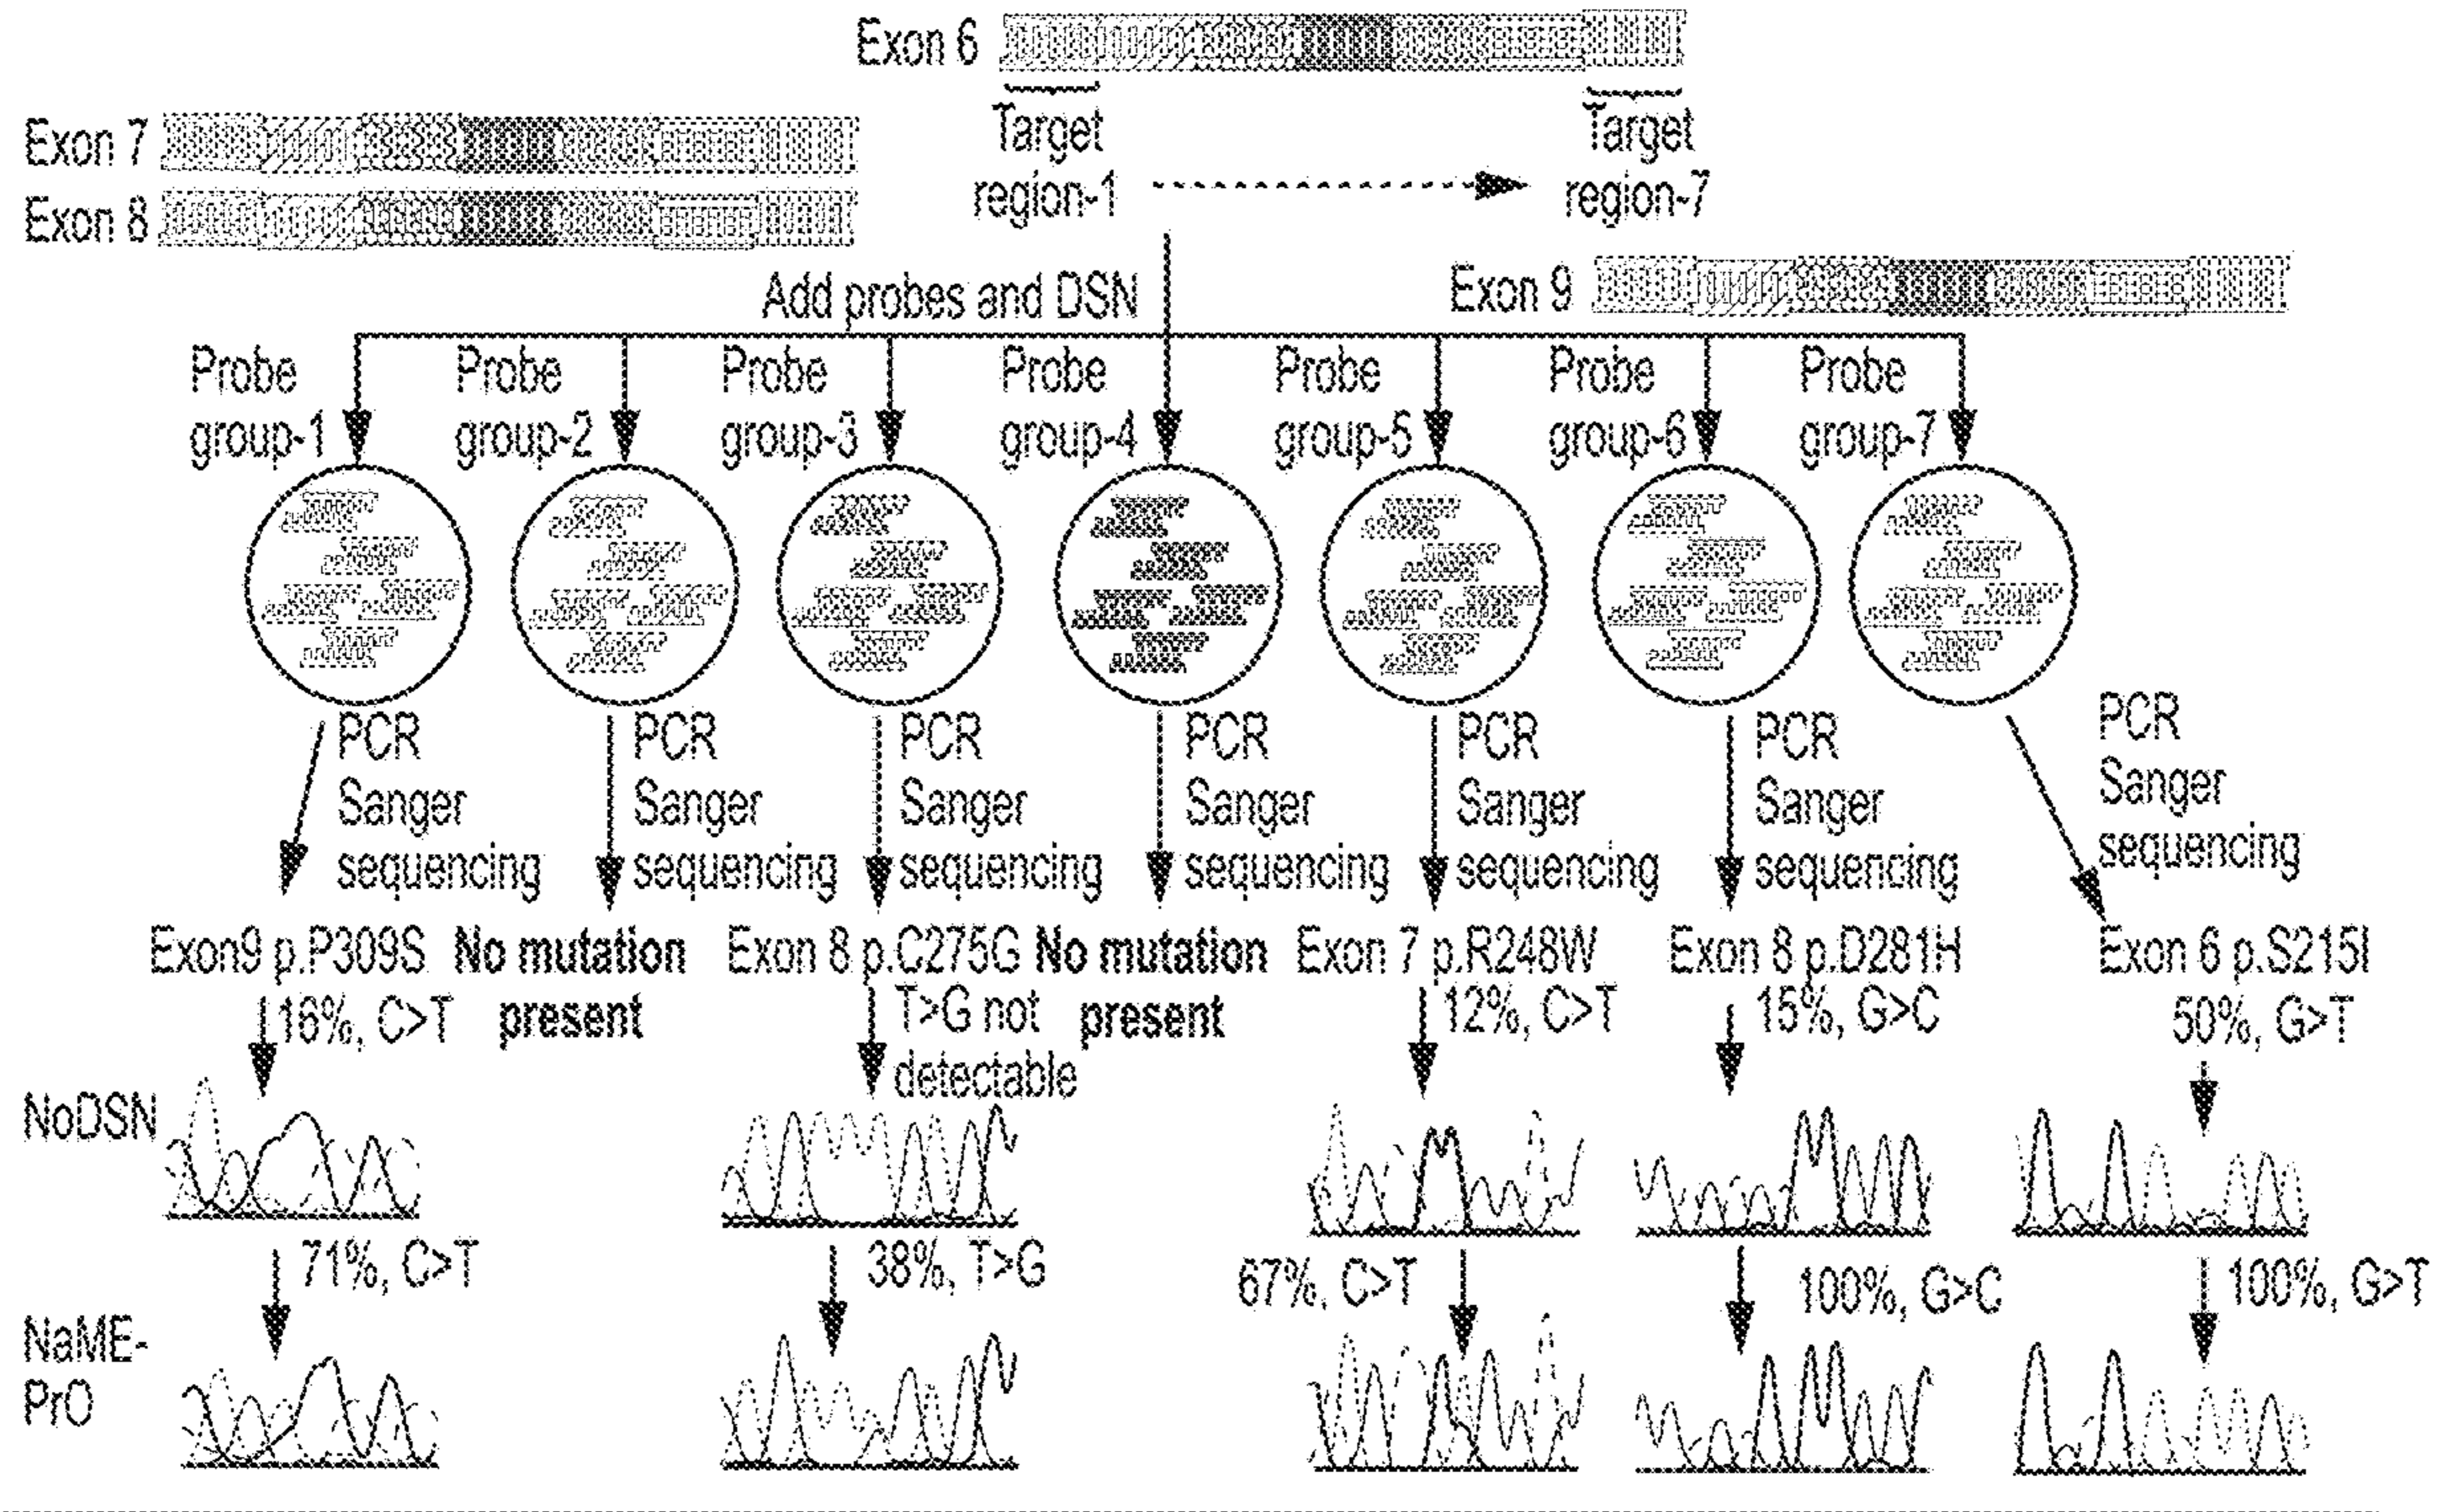 Exon 6
Target
region-1
Target
region-7
Exon 7
Exon 8
Exon 9
Add probes and DSN
Probe
group-1
Probe
group-2
Probe
group-3
Probe
group-4
Probe
group-5
Probe
group-6
Probe
group-7
PCR
Sanger
sequencing
PCR
Sanger
sequencing
PCR
Sanger
sequencing
PCR
Sanger
sequencing
PCR
Sanger
sequencing
PCR
Sanger
sequencing
PCR
Sanger
sequencing
Exon9 p.P309S
16%, C>T
No mutation
present
Exon 8 p.C275G
T>G not
detectable
No mutation
present
Exon 7 p.R248W
12%, C>T
Exon 8 p.D281H
15%, G>C
Exon 6 p.S215I
50%, G>T
NoDSN
71%, C>T
38%, T>G
67%, C>T
100%, G>C
100%, G>T
NaME-
PrO